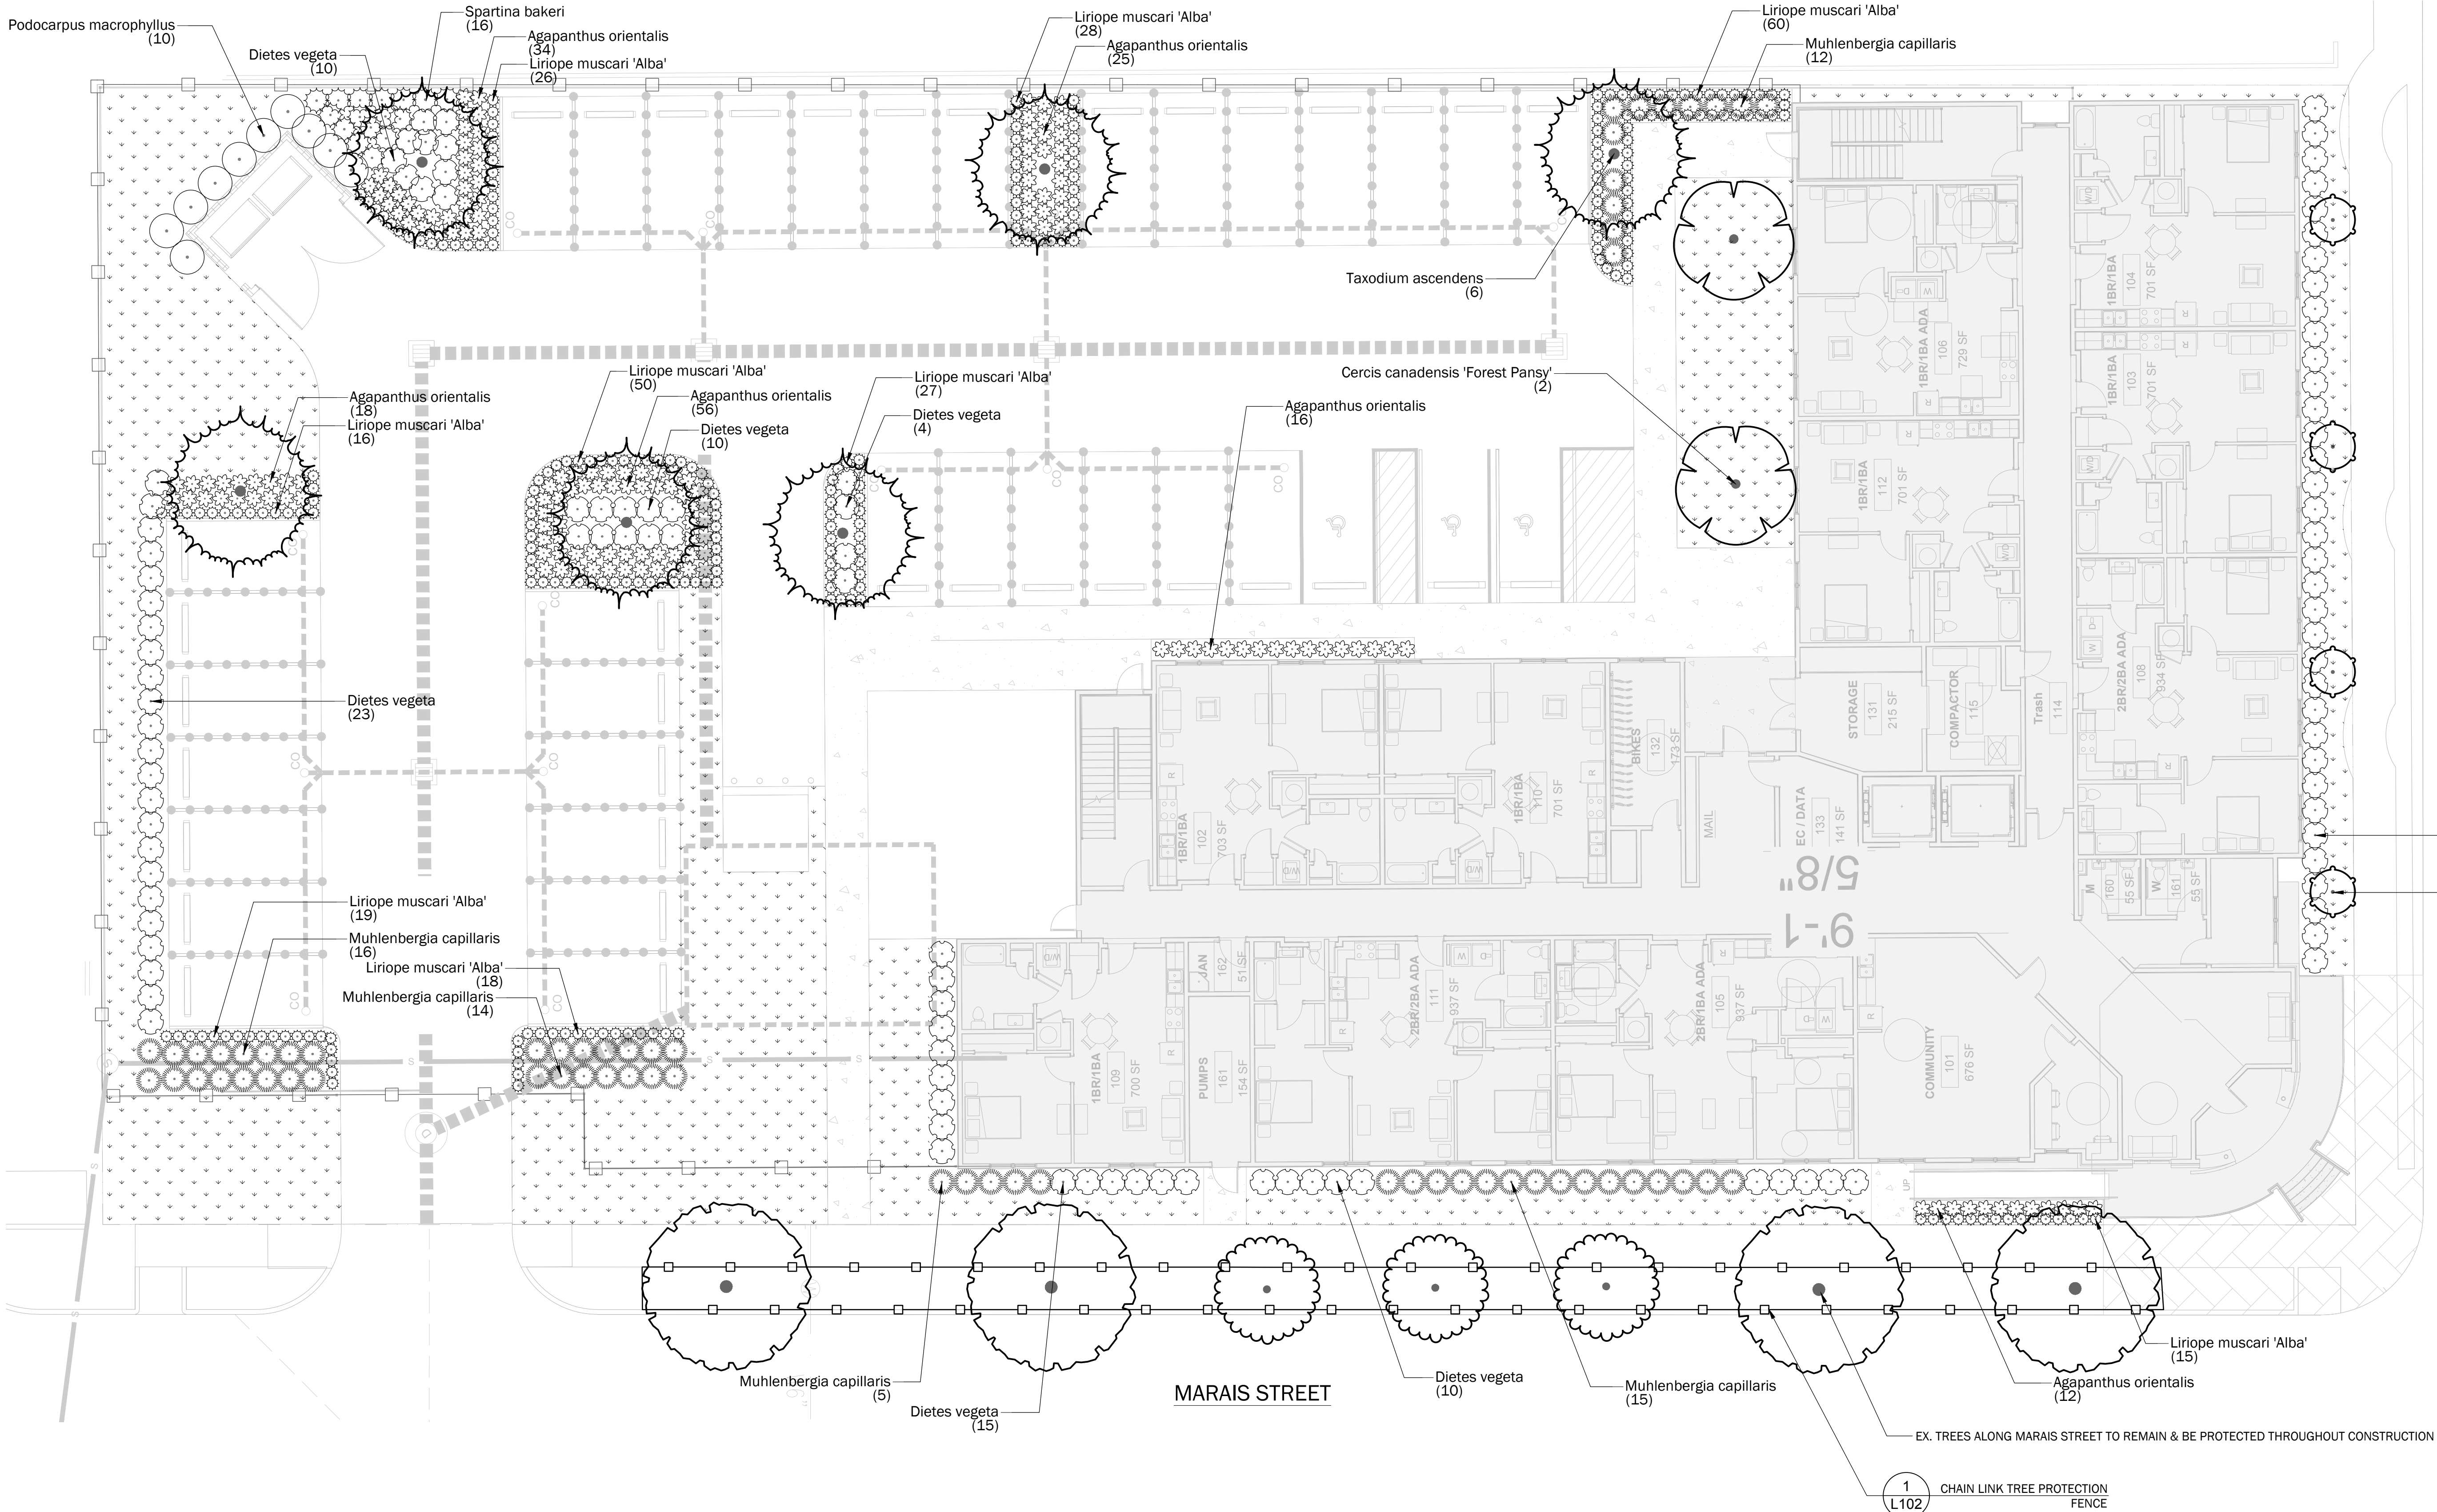 Podocarpus macrophyllus
(10)
Spartina bakeri
(16)
Dietes vegeta
(10)
Agapanthus orientalis
(34)
Liriope muscari 'Alba'
(26)
Liriope muscari 'Alba'
(28)
Agapanthus orientalis
(25)
Liriope muscari 'Alba'
(60)
Muhlenbergia capillaris
(12)
CO
CO
Taxodium ascendens
(6)
Liriope muscari 'Alba'
(50)
Agapanthus orientalis
(56)
Dietes vegeta
(10)
Liriope muscari 'Alba'
(27)
Dietes vegeta
(4)
Cercis canadensis 'Forest Pansy'
(2)
Agapanthus orientalis
(16)
Agapanthus orientalis
(18)
Liriope muscari 'Alba'
(16)
CO
CO
CO
CO
Dietes vegeta
(23)
CO
CO
Liriope muscari 'Alba'
(19)
Muhlenbergia capillaris
(16)
Liriope muscari 'Alba'
(18)
Muhlenbergia capillaris
(14)
CO
CO
1BR/1BA
104
701 SF
1BR/1BA
103
701 SF
1BR/1BA ADA
106
729 SF
1BR/1BA
112
701 SF
2BR/2BA ADA
108
934 SF
STORAGE
131
215 SF
COMPACTOR
115
Trash
114
1BR/1BA
102
703 SF
1BR/1BA
110
701 SF
BIKES
132
173 SF
MAIL
EC / DATA
133
141 SF
9'-1
5/8"
M
160
55 SF
W
161
55 SF
1BR/1BA
109
700 SF
JAN
162
51 SF
PUMPS
161
154 SF
2BR/2BA ADA
111
937 SF
2BR/1BA ADA
105
937 SF
COMMUNITY
101
676 SF
W/D
W/D
W/D
W/D
W/D
W/D
W
D
W
D
W
D
W
D
R
R
R
R
R
R
R
R
R
R
UP
S
S
S
S
S
S
D
Muhlenbergia capillaris
(5)
Dietes vegeta
(15)
MARAIS STREET
Dietes vegeta
(10)
Muhlenbergia capillaris
(15)
Liriope muscari 'Alba'
(15)
Agapanthus orientalis
(12)
EX. TREES ALONG MARAIS STREET TO REMAIN & BE PROTECTED THROUGHOUT CONSTRUCTION
1
L102
CHAIN LINK TREE PROTECTION
FENCE